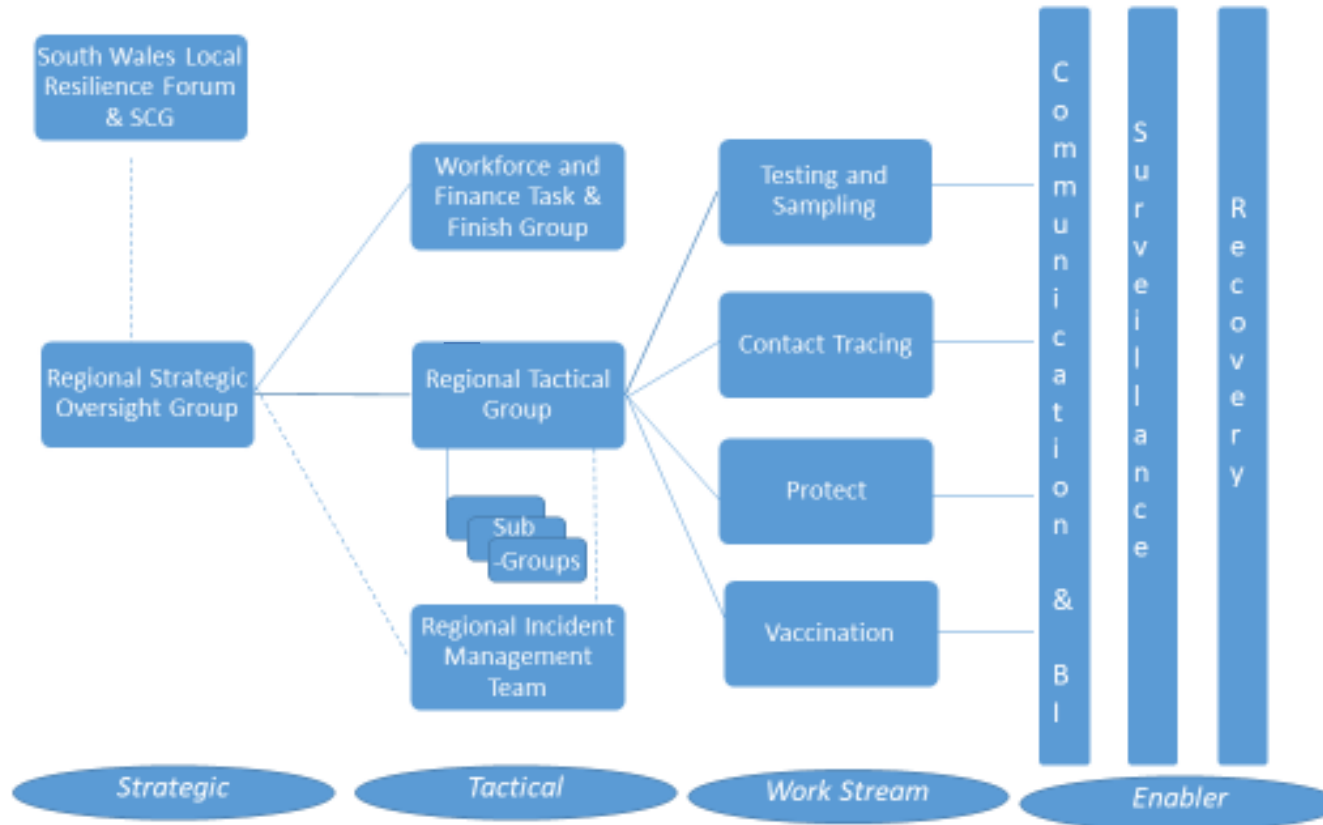 South Wales Local
Resilience Forum
& SCG
Regional Strategic
Oversight Group
Workforce and
Finance Task &
Finish Group
Regional Tactical
Group
Sub
-Groups
Regional Incident
Management
Team
Testing and
Sampling
Contact Tracing
Protect
Vaccination
Communication & BI
Surveillance
Recovery
Strategic
Tactical
Work Stream
Enabler